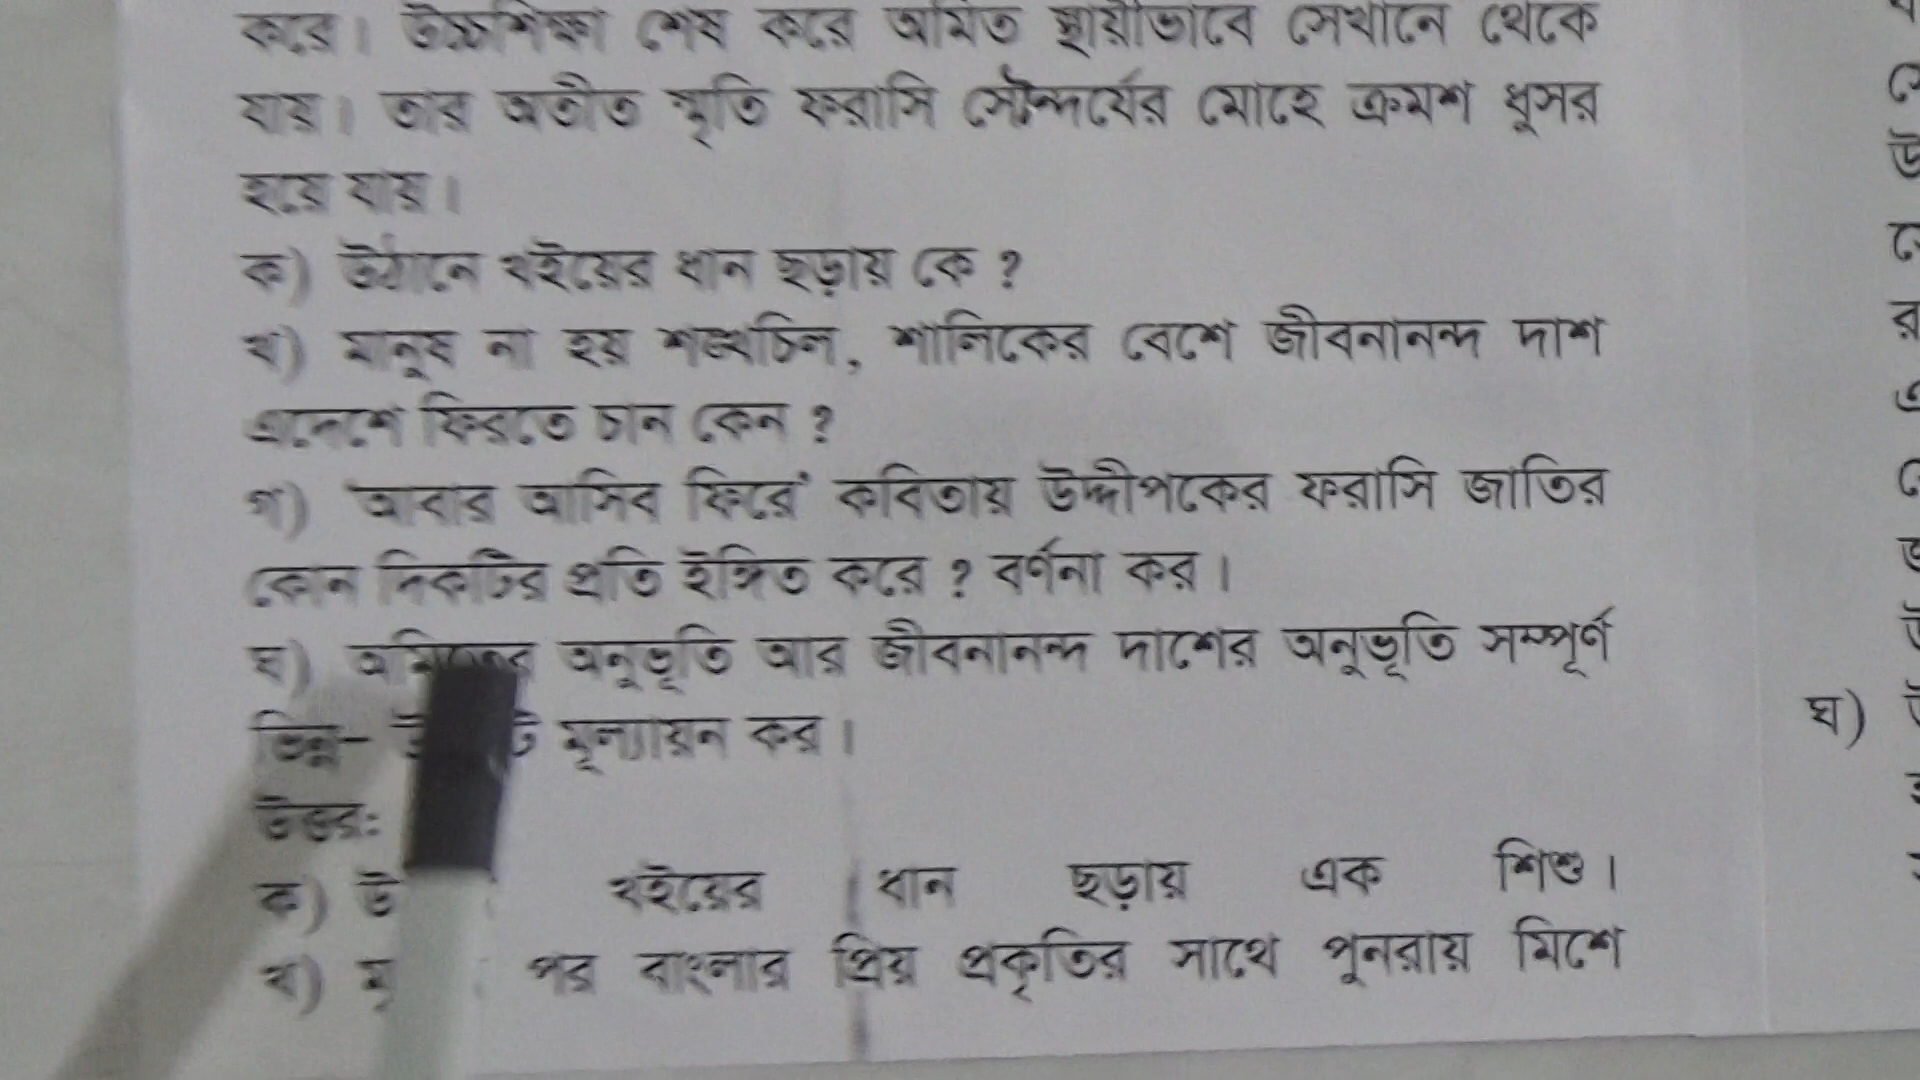 করে। উচ্চশিক্ষা শেষ করে অমিত স্থায়ীভাবে সেখানে থেকে
যায়। তার অতীত স্মৃতি ফরাসি সৌন্দর্যের মোহে ক্রমশ ধূসর
হয়ে যায়।
ক) উঠানে খইয়ের ধান ছড়ায় কে ?
খ) মানুষ না হয় শঙ্খচিল, শালিকের বেশে জীবনানন্দ দাশ
এদেশে ফিরতে চান কেন ?
গ) 'আবার আসিব ফিরে' কবিতায় উদ্দীপকের ফরাসি জাতির
কোন দিকটির প্রতি ইঙ্গিত করে ? বর্ণনা কর।
ঘ) অনুভূতি আর জীবনানন্দ দাশের অনুভূতি সম্পূর্ণ
ভিন্ন- মূল্যায়ন কর।
উত্তর:
ক) খইয়ের ধান ছড়ায় এক শিশু।
খ) পর বাংলার প্রিয় প্রকৃতির সাথে পুনরায় মিশে
ঘ)